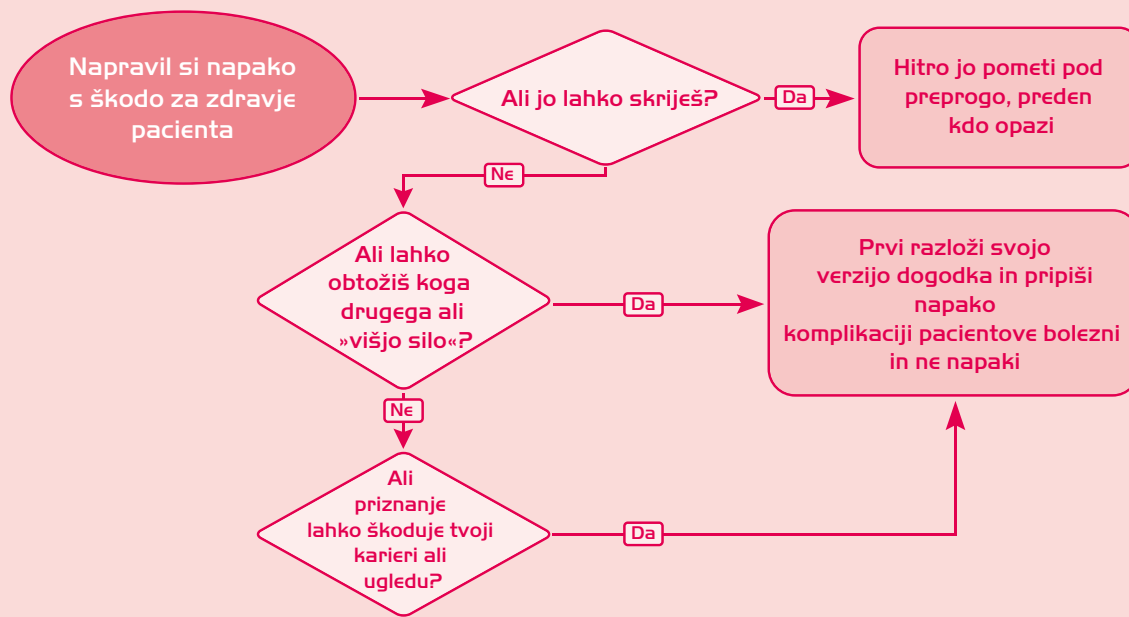 Napravil si napako
s škodo za zdravje
pacienta
Ali jo lahko skriješ?
Da
Hitro jo pometi pod
preprogo, preden
kdo opazi
Ne
Ali lahko
obtožiš koga
drugega ali
»višjo silo«?
Da
Prvi razloži svojo
verzijo dogodka in pripiši
napako
komplikaciji pacientove bolezni
in ne napaki
Ne
Ali
priznanje
lahko škoduje tvoji
karieri ali
ugledu?
Da